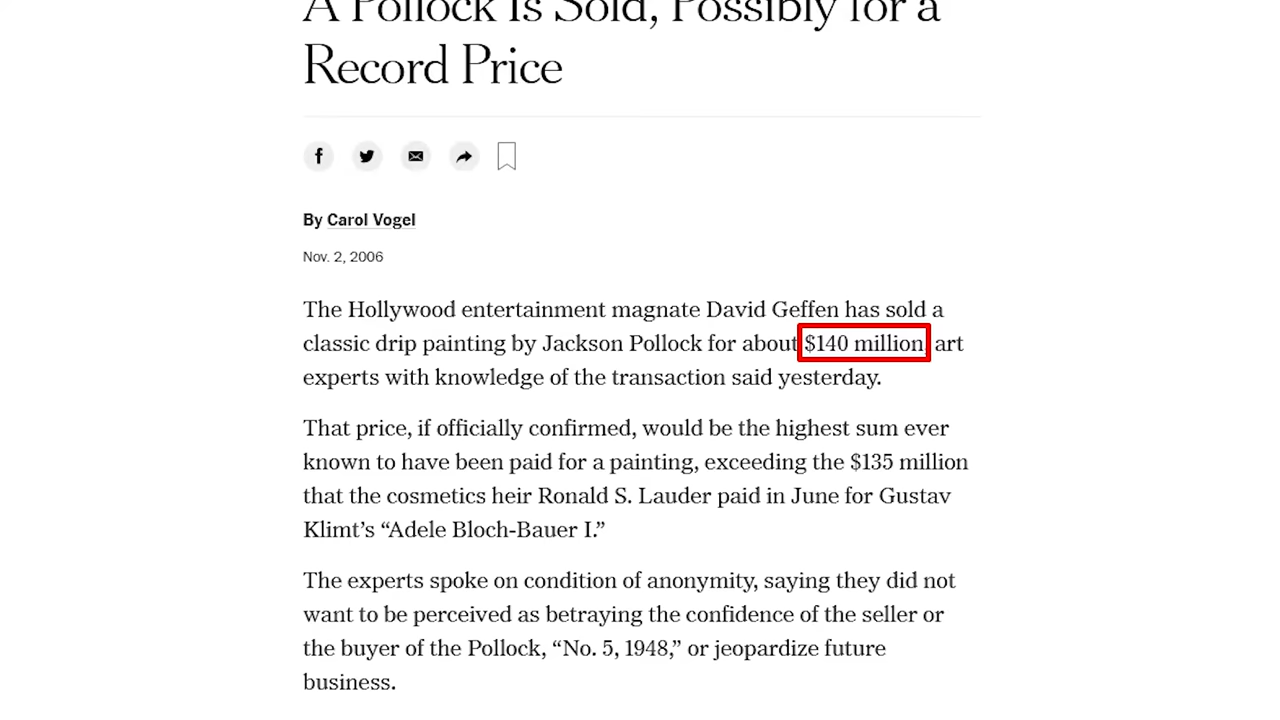 A Pollock Is Sold, Possibly for a
Record Price
By Carol Vogel
Nov. 2, 2006
The Hollywood entertainment magnate David Geffen has sold a
classic drip painting by Jackson Pollock for about $140 million, art
experts with knowledge of the transaction said yesterday.
That price, if officially confirmed, would be the highest sum ever
known to have been paid for a painting, exceeding the $135 million
that the cosmetics heir Ronald S. Lauder paid in June for Gustav
Klimt’s “Adele Bloch-Bauer I.”
The experts spoke on condition of anonymity, saying they did not
want to be perceived as betraying the confidence of the seller or
the buyer of the Pollock, “No. 5, 1948,” or jeopardize future
business.